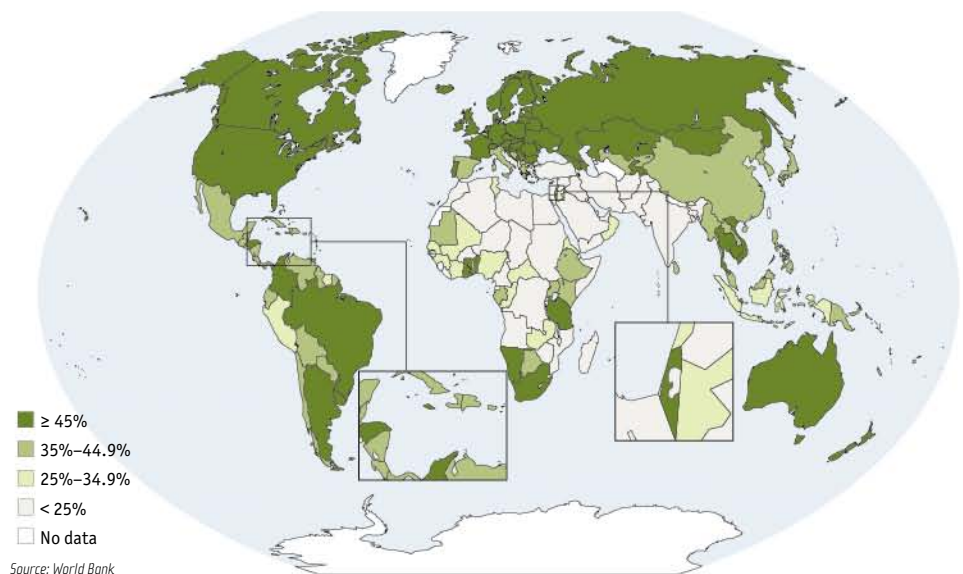 ≥ 45%
35%–44.9%
25%–34.9%
< 25%
No data
Source: World Bank